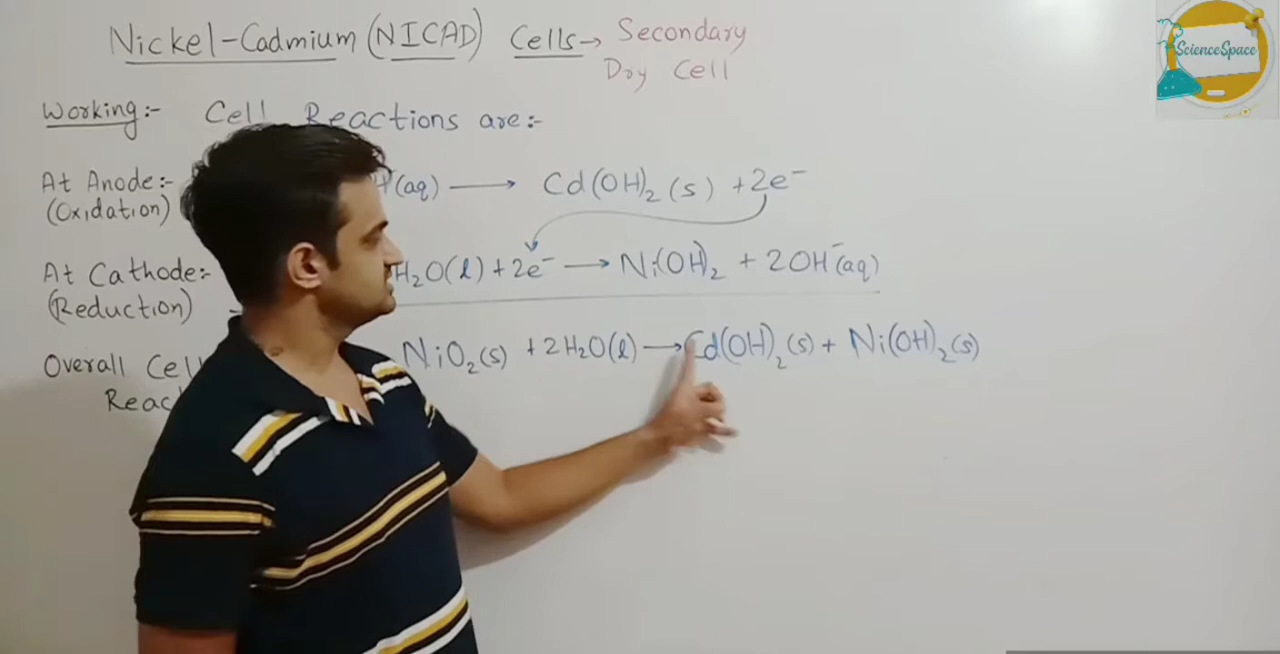 Nickel-Cadmium (NICAD) Cells → Secondary
Dry Cell
ScienceSpace
Working:- Cell Reactions are:-
At Anode:- (aq) ⟶ Cd(OH)₂ (s) + 2e⁻
(Oxidation)
At Cathode:- H₂O(l) + 2e⁻ ⟶ Ni(OH)₂ + 2OH⁻(aq)
(Reduction)
Overall Cell NiO₂(s) + 2H₂O(l) ⟶ Cd(OH)₂(s) + Ni(OH)₂(s)